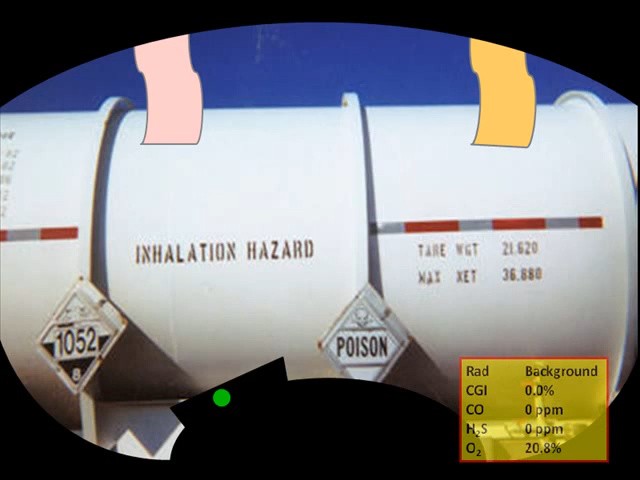 INHALATION HAZARD
TARE WGT 21.620
MAX NET 36.880
1052
8
POISON
Rad Background
CGI 0.0%
CO 0 ppm
H₂S 0 ppm
O₂ 20.8%